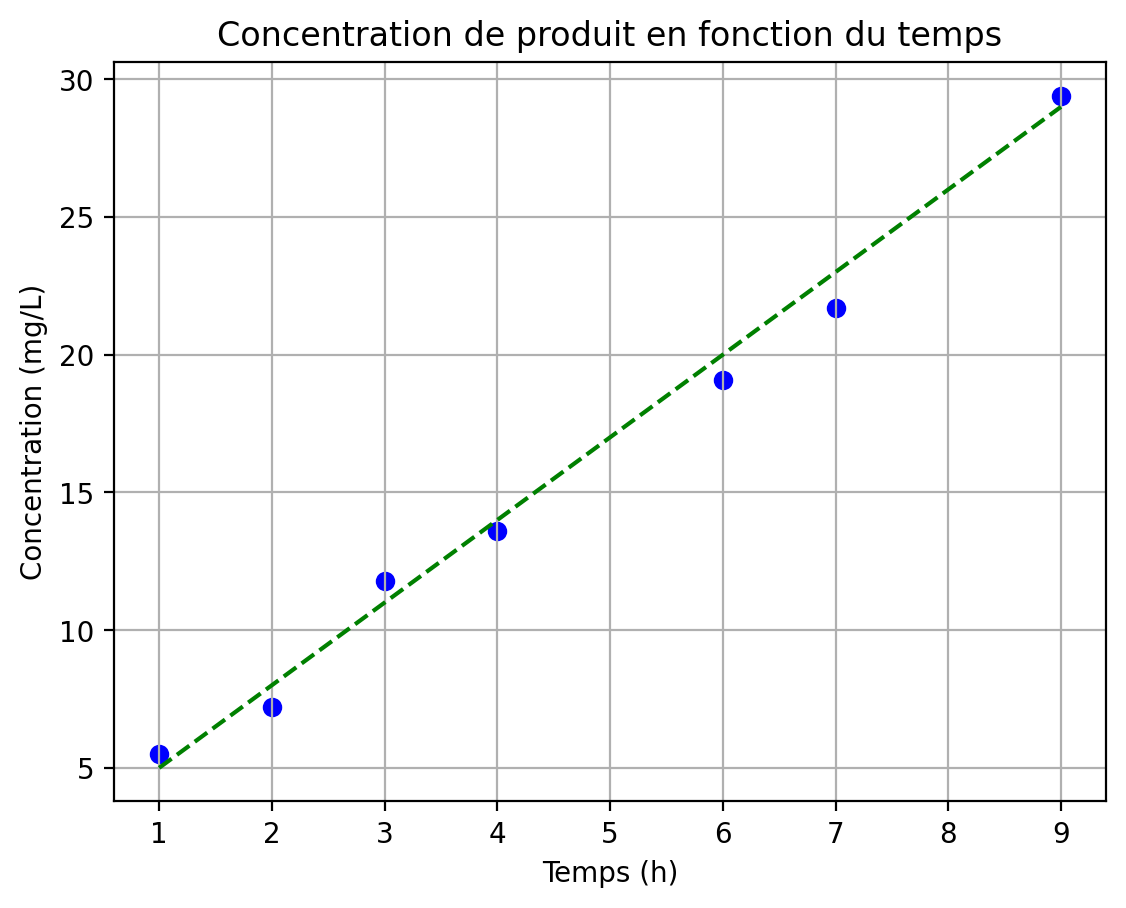 Concentration de produit en fonction du temps
30
25
20
15
10
5
Concentration (mg/L)
1 2 3 4 5 6 7 8 9
Temps (h)